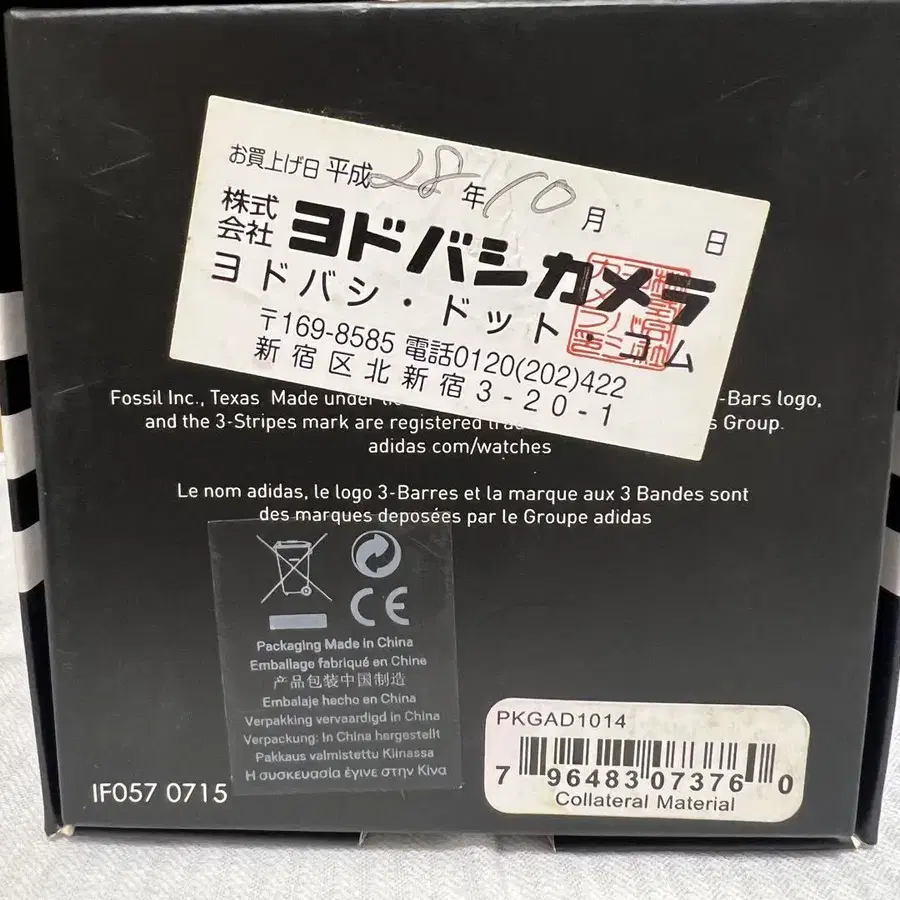 お買上げ日 平成28年10月 日
株式会社 ヨドバシカメラ
ヨドバシ・ドット・コム
〒169-8585 電話0120(202)422
新宿区北新宿3-20-1
Fossil Inc., Texas Made under -Bars logo,
and the 3-Stripes mark are registered s Group.
adidas.com/watches
Le nom adidas, le logo 3-Barres et la marque aux 3 Bandes sont
des marques deposées par le Groupe adidas
CE
Packaging Made in China
Emballage fabriqué en Chine
产品包装中国制造
Embalaje hecho en China
Verpakking vervaardigd in China
Verpackung: In China hergestellt
Pakkaus valmistettu Kiinassa
Η συσκευασία έγινε στην Κίνα
IF057 0715
PKGAD1014
7 96483 07376 0
Collateral Material